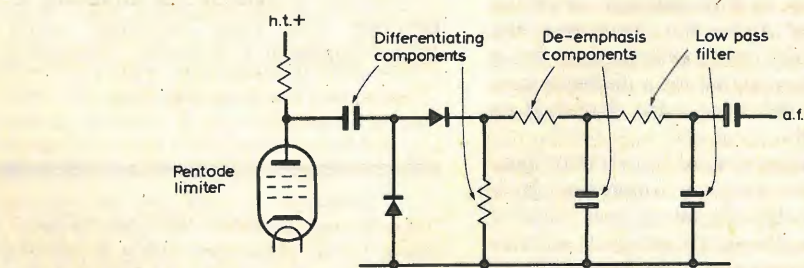 h.t.+
Differentiating
components
De-emphasis
components
Low pass
filter
a.f.
Pentode
limiter